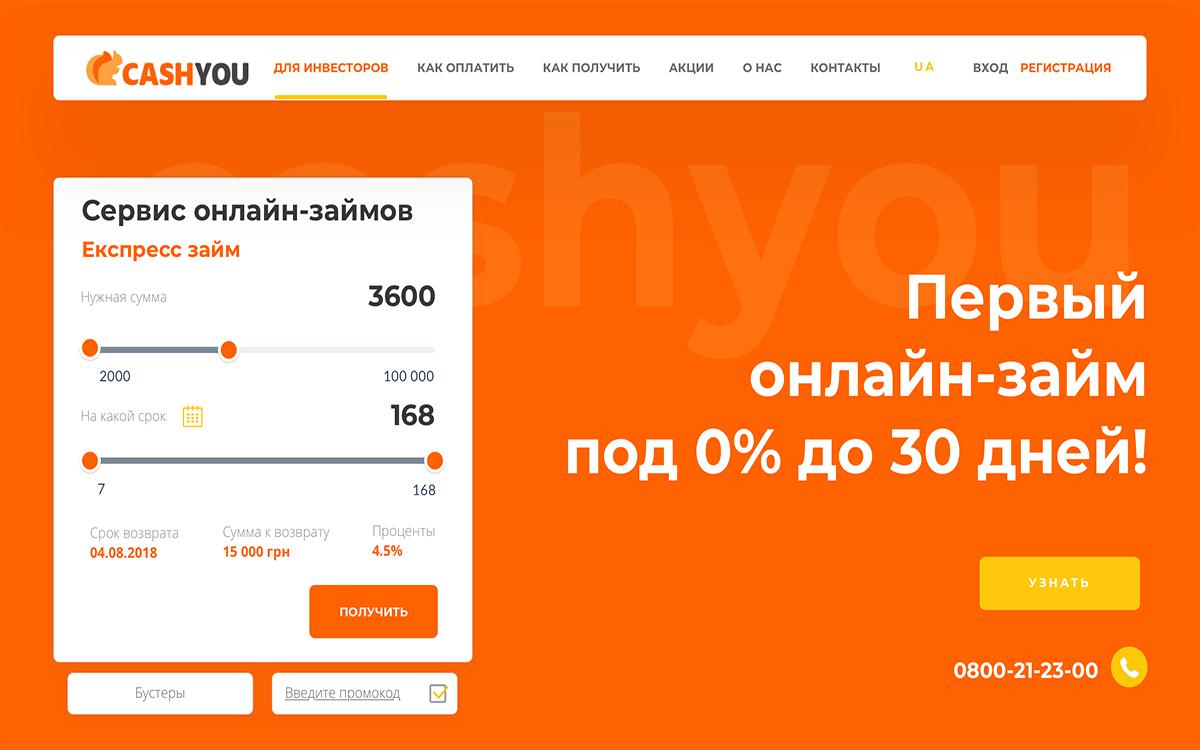 CASHYOU ДЛЯ ИНВЕСТОРОВ КАК ОПЛАТИТЬ КАК ПОЛУЧИТЬ АКЦИИ О НАС КОНТАКТЫ UA ВХОД РЕГИСТРАЦИЯ
cashyou
Сервис онлайн-займов
Експресс займ
Нужная сумма 3600
2000 100 000
На какой срок 168
7 168
Срок возврата Сумма к возврату Проценты
04.08.2018 15 000 грн 4.5%
ПОЛУЧИТЬ
Бустеры Введите промокод
Первый
онлайн-займ
под 0% до 30 дней!
УЗНАТЬ
0800-21-23-00